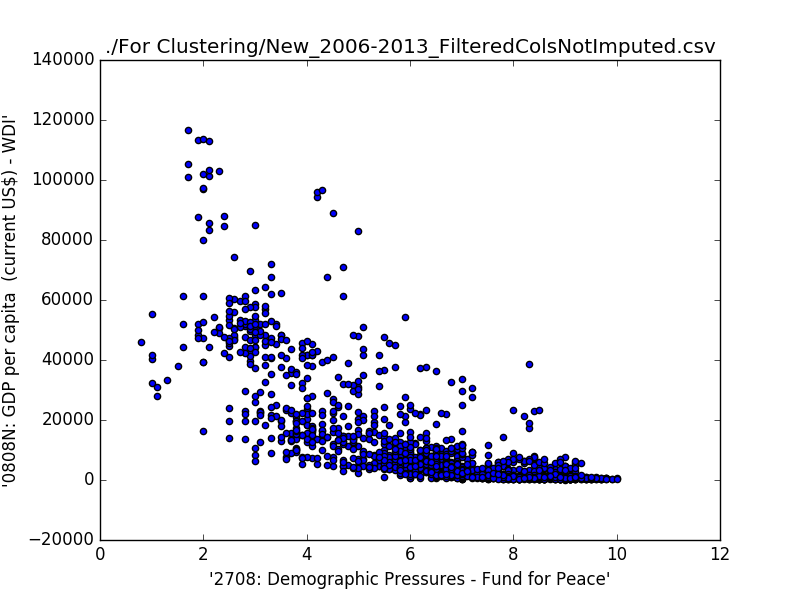 ./For Clustering/New_2006-2013_FilteredColsNotImputed.csv
140000
120000
100000
80000
60000
40000
20000
0
−20000
0 2 4 6 8 10 12
'0808N: GDP per capita  (current US$) - WDI'
'2708: Demographic Pressures - Fund for Peace'